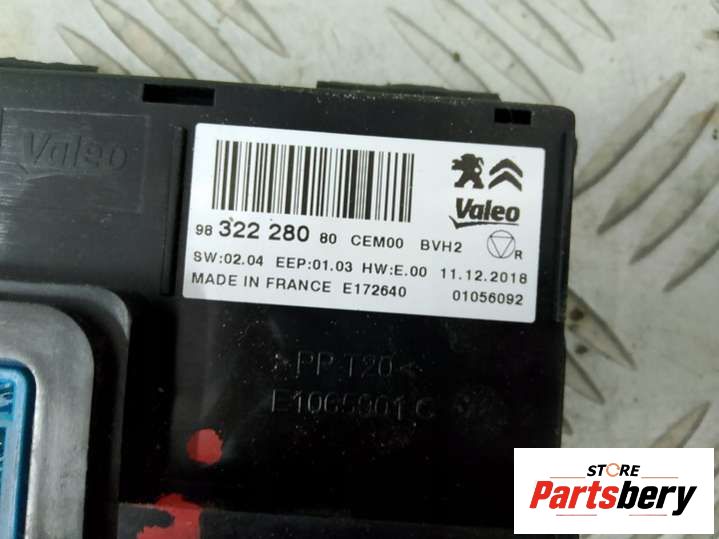 Valeo
Valeo
98 322 280 80 CEM00 BVH2 R
SW:02.04 EEP:01.03 HW:E.00 11.12.2018
MADE IN FRANCE E172640 01056092
>PP T20<
E1065901 C
STORE
Partsbery